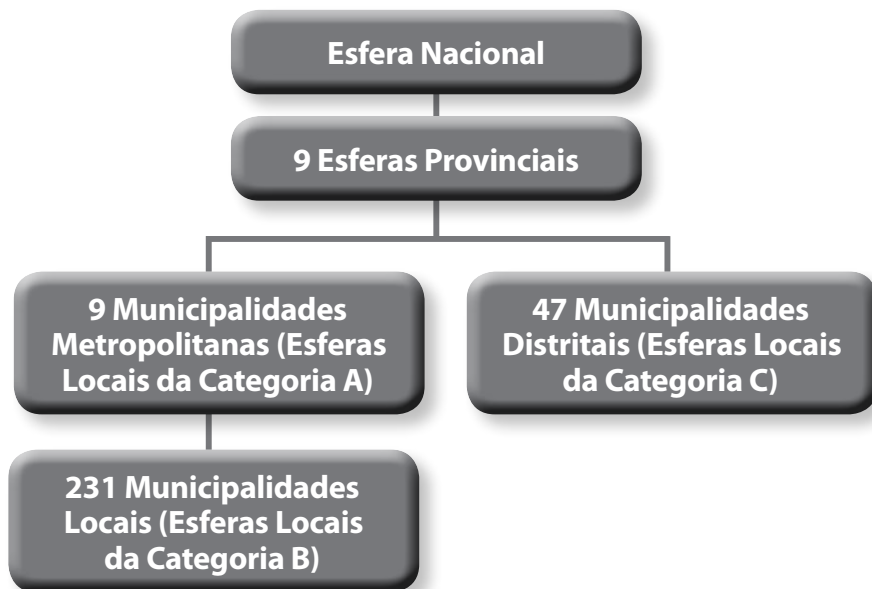 Esfera Nacional
9 Esferas Provinciais
9 Municipalidades
Metropolitanas (Esferas
Locais da Categoria A)
47 Municipalidades
Distritais (Esferas Locais
da Categoria C)
231 Municipalidades
Locais (Esferas Locais
da Categoria B)